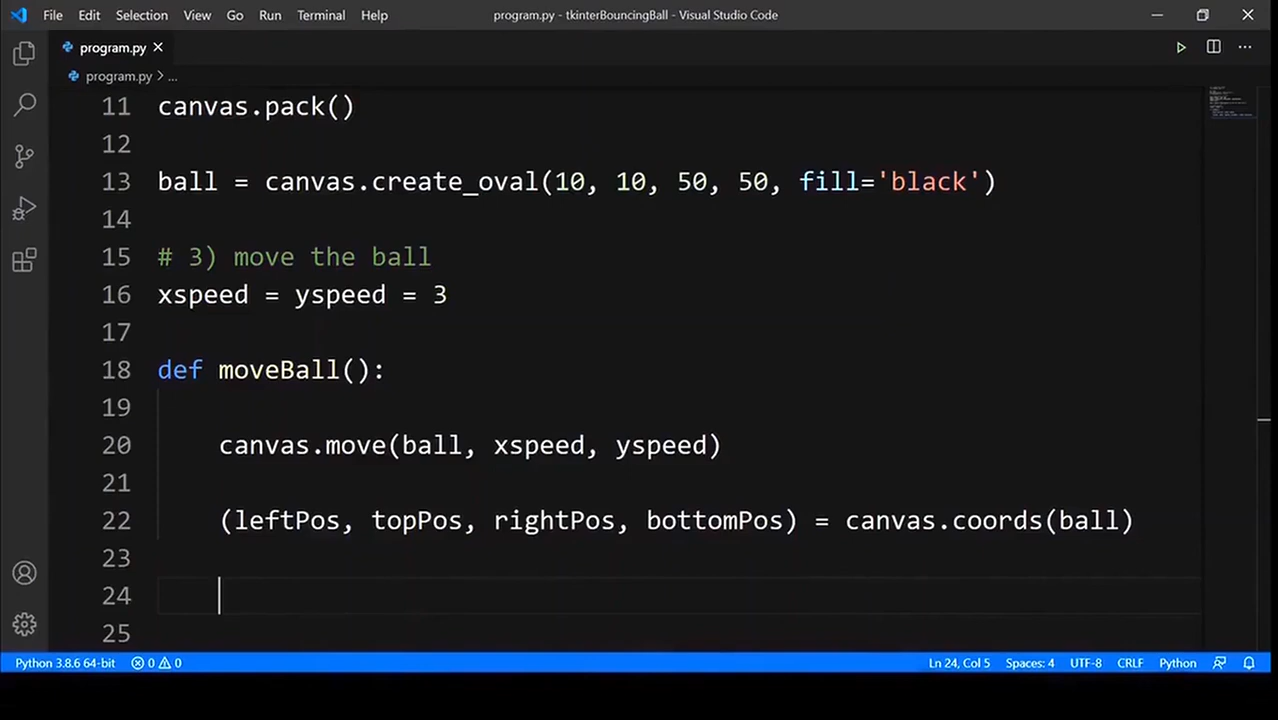 File Edit Selection View Go Run Terminal Help program.py - tkinterBouncingBall - Visual Studio Code
program.py
program.py > ...
11 canvas.pack()
12
13 ball = canvas.create_oval(10, 10, 50, 50, fill='black')
14
15 # 3) move the ball
16 xspeed = yspeed = 3
17
18 def moveBall():
19
20 canvas.move(ball, xspeed, yspeed)
21
22 (leftPos, topPos, rightPos, bottomPos) = canvas.coords(ball)
23
24
25
Python 3.8.6 64-bit 0 0 Ln 24, Col 5 Spaces: 4 UTF-8 CRLF Python